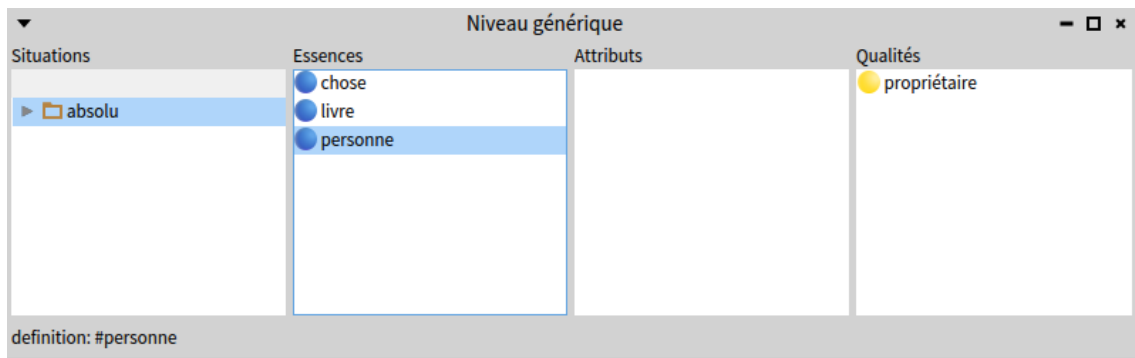 Niveau générique
Situations Essences Attributs Qualités
absolu
chose
livre
personne
propriétaire
definition: #personne